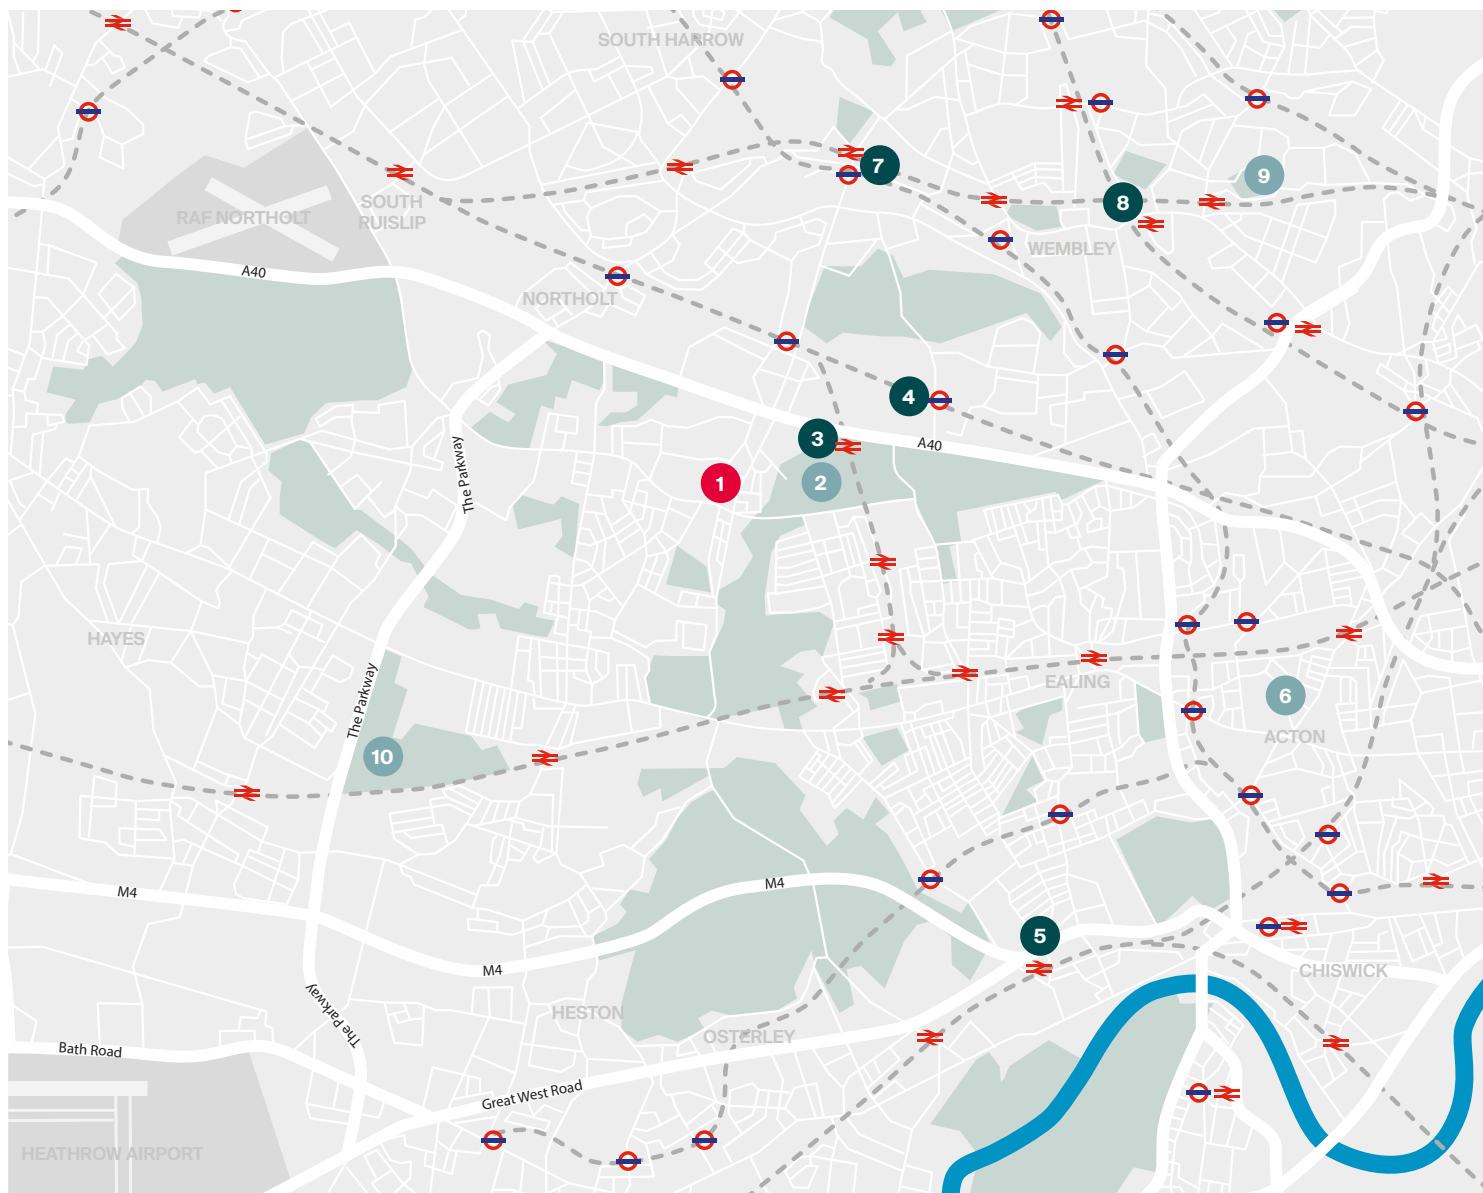 SOUTH HARROW
7
9
RAF NORTHOLT
SOUTH
RUISLIP
8
WEMBLEY
A40
NORTHOLT
4
3
A40
The Parkway
1
2
HAYES
EALING
The Parkway
6
ACTON
10
M4
M4
5
M4
CHISWICK
The Parkway
HESTON
OSTERLEY
Bath Road
Great West Road
HEATHROW AIRPORT